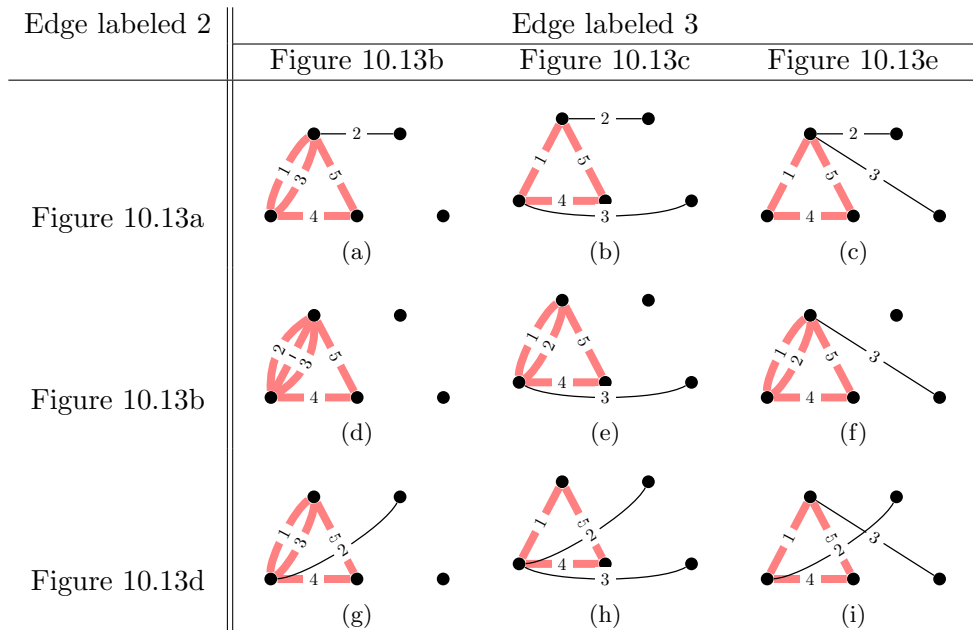 Edge labeled 2 Edge labeled 3
Figure 10.13b Figure 10.13c Figure 10.13e
Figure 10.13a
1 3 2 5 4
(a)
1 2 5 4 3
(b)
1 2 3 5 4
(c)
Figure 10.13b
2 1 3 5 4
(d)
1 2 5 4 3
(e)
1 2 5 3 4
(f)
Figure 10.13d
1 3 5 2 4
(g)
1 5 2 4 3
(h)
1 5 2 3 4
(i)